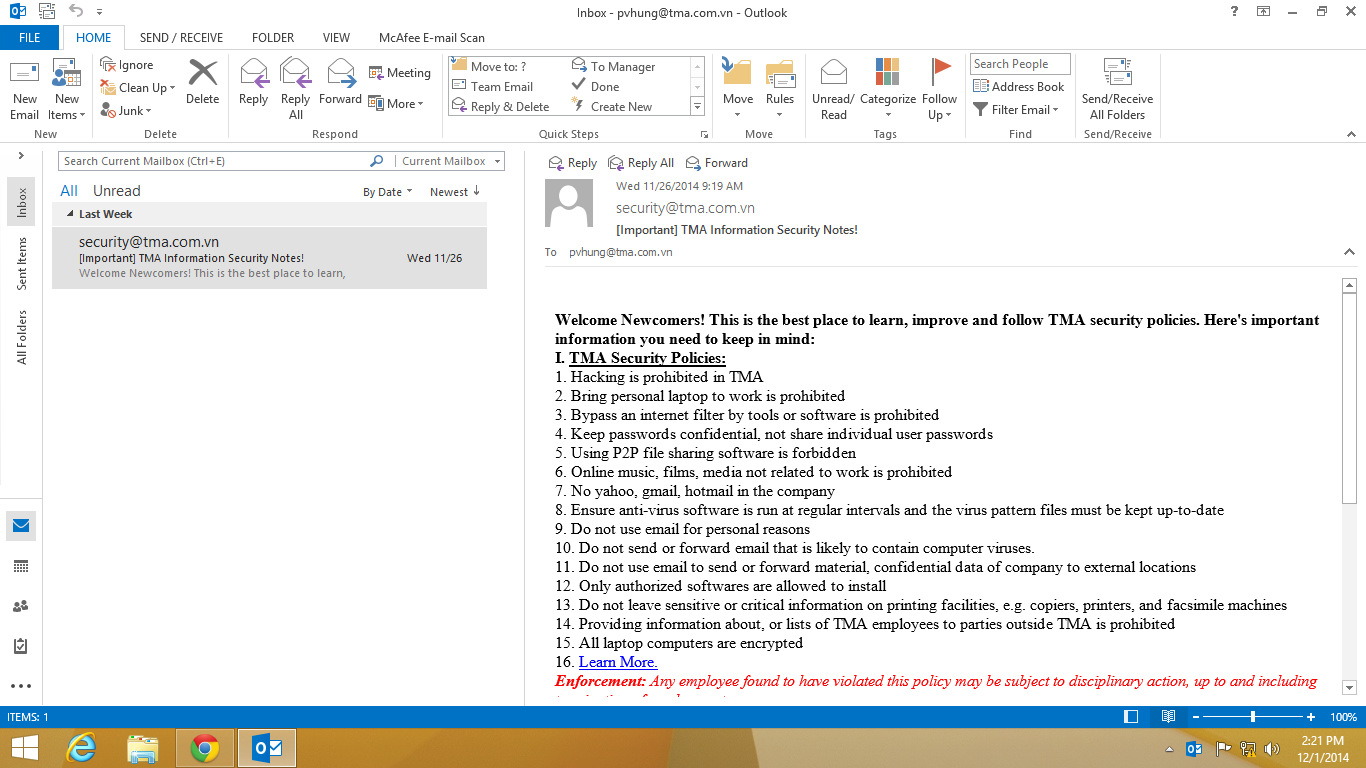 Inbox - pvhung@tma.com.vn - Outlook
FILE HOME SEND / RECEIVE FOLDER VIEW McAfee E-mail Scan
New Email
New Items
Ignore
Clean Up
Junk
Delete
Reply
Reply All
Forward
Meeting
More
Move to: ?
Team Email
Reply & Delete
To Manager
Done
Create New
Move
Rules
Unread/ Read
Categorize
Follow Up
Search People
Address Book
Filter Email
Send/Receive All Folders
New Delete Respond Quick Steps Move Tags Find Send/Receive
Search Current Mailbox (Ctrl+E) Current Mailbox
All Unread By Date Newest
Last Week
security@tma.com.vn
[Important] TMA Information Security Notes! Wed 11/26
Welcome Newcomers! This is the best place to learn,
Inbox
Sent Items
All Folders
Reply Reply All Forward
Wed 11/26/2014 9:19 AM
security@tma.com.vn
[Important] TMA Information Security Notes!
To pvhung@tma.com.vn
Welcome Newcomers! This is the best place to learn, improve and follow TMA security policies. Here's important
information you need to keep in mind:
I. TMA Security Policies:
1. Hacking is prohibited in TMA
2. Bring personal laptop to work is prohibited
3. Bypass an internet filter by tools or software is prohibited
4. Keep passwords confidential, not share individual user passwords
5. Using P2P file sharing software is forbidden
6. Online music, films, media not related to work is prohibited
7. No yahoo, gmail, hotmail in the company
8. Ensure anti-virus software is run at regular intervals and the virus pattern files must be kept up-to-date
9. Do not use email for personal reasons
10. Do not send or forward email that is likely to contain computer viruses.
11. Do not use email to send or forward material, confidential data of company to external locations
12. Only authorized softwares are allowed to install
13. Do not leave sensitive or critical information on printing facilities, e.g. copiers, printers, and facsimile machines
14. Providing information about, or lists of TMA employees to parties outside TMA is prohibited
15. All laptop computers are encrypted
16. Learn More.
Enforcement: Any employee found to have violated this policy may be subject to disciplinary action, up to and including
ITEMS: 1 100%
2:21 PM
12/1/2014